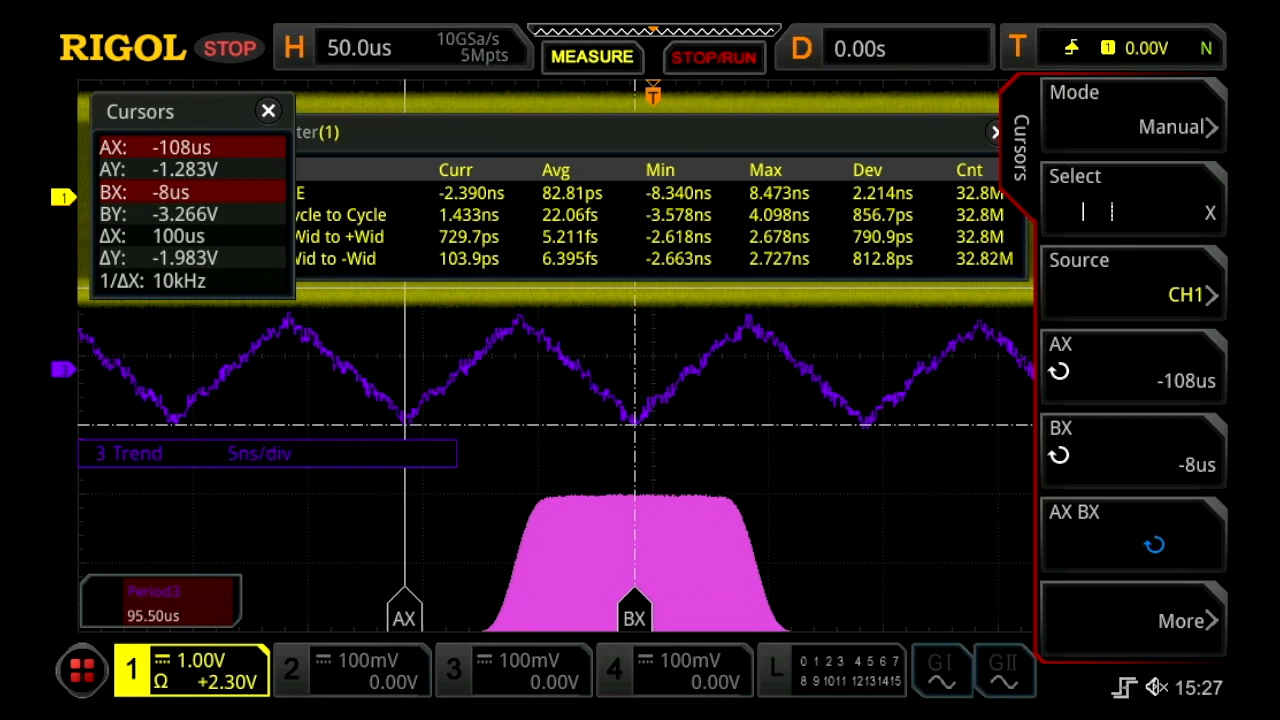 RIGOL STOP H 50.0us 10GSa/s 5Mpts MEASURE STOP/RUN D 0.00s T 1 0.00V N
T
Cursors
AX: -108us
AY: -1.283V
BX: -8us
BY: -3.266V
ΔX: 100us
ΔY: -1.983V
1/ΔX: 10kHz
ter(1)
Curr Avg Min Max Dev Cnt
E -2.390ns 82.81ps -8.340ns 8.473ns 2.214ns 32.8M
ycle to Cycle 1.433ns 22.06fs -3.578ns 4.098ns 856.7ps 32.8M
Wid to +Wid 729.7ps 5.211fs -2.618ns 2.678ns 790.9ps 32.8M
Wid to -Wid 103.9ps 6.395fs -2.663ns 2.727ns 812.8ps 32.82M
1
3 Trend 5ns/div
Period3
95.50us
AX BX
Cursors
Mode
Manual
Select
X
Source
CH1
AX
-108us
BX
-8us
AX BX
More
1 1.00V Ω +2.30V
2 100mV 0.00V
3 100mV 0.00V
4 100mV 0.00V
L 0 1 2 3 4 5 6 7
8 9 1011 12131415
GI GII
15:27